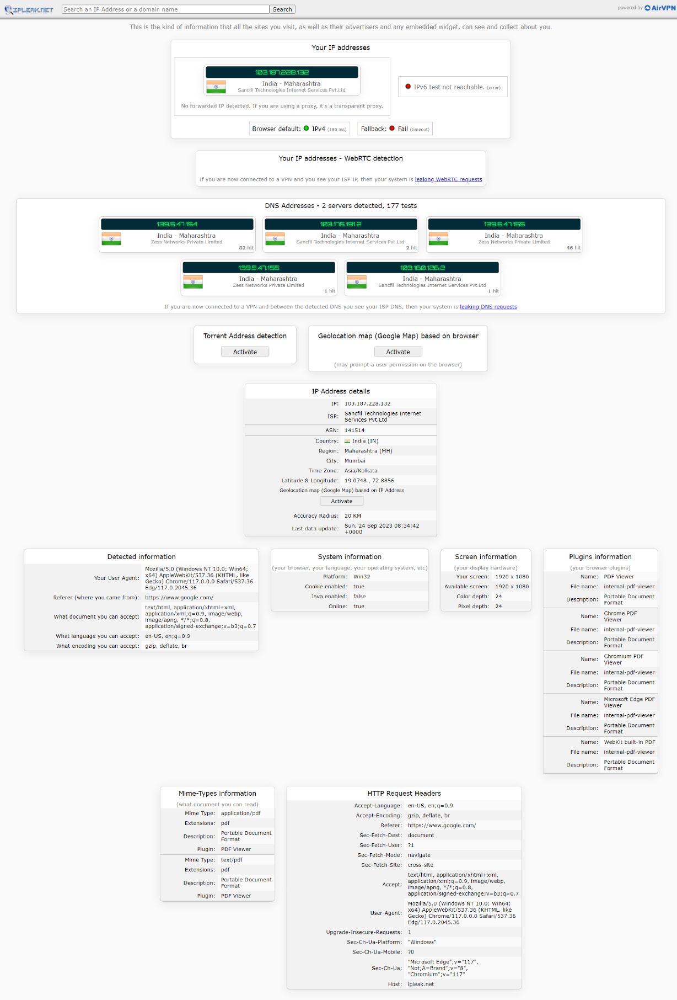 IPLEAK.NET
Search an IP Address or a domain name
Search
powered by AirVPN
This is the kind of information that all the sites you visit, as well as their advertisers and any embedded widget, can see and collect about you.
Your IP addresses
103.187.228.132
India - Maharashtra
Sancfil Technologies Internet Services Pvt.Ltd
No forwarded IP detected. If you are using a proxy, it's a transparent proxy.
IPv6 test not reachable. (error)
Browser default: IPv4 (180 ms)
Fallback: Fail (timeout)
Your IP addresses - WebRTC detection
If you are now connected to a VPN and you see your ISP IP, then your system is leaking WebRTC requests
DNS Addresses - 2 servers detected, 177 tests
139.5.47.154
India - Maharashtra
Zess Networks Private Limited
82 hit
103.175.191.2
India - Maharashtra
Sancfil Technologies Internet Services Pvt.Ltd
2 hit
139.5.47.155
India - Maharashtra
Zess Networks Private Limited
46 hit
139.5.47.155
India - Maharashtra
Zess Networks Private Limited
1 hit
103.160.126.2
India - Maharashtra
Sancfil Technologies Internet Services Pvt.Ltd
1 hit
If you are now connected to a VPN and between the detected DNS you see your ISP DNS, then your system is leaking DNS requests
Torrent Address detection
Activate
Geolocation map (Google Map) based on browser
Activate
(may prompt a user permission on the browser)
IP Address details
IP: 103.187.228.132
ISP: Sancfil Technologies Internet
Services Pvt.Ltd
ASN: 141514
Country: India (IN)
Region: Maharashtra (MH)
City: Mumbai
Time Zone: Asia/Kolkata
Latitude & Longitude: 19.0748 , 72.8856
Geolocation map (Google Map) based on IP Address
Activate
Accuracy Radius: 20 KM
Last data update: Sun, 24 Sep 2023 08:34:42
+0000
Detected information
Your User Agent: Mozilla/5.0 (Windows NT 10.0; Win64;
x64) AppleWebKit/537.36 (KHTML, like
Gecko) Chrome/117.0.0.0 Safari/537.36
Edg/117.0.2045.36
Referer (where you came from): https://www.google.com/
What document you can accept: text/html, application/xhtml+xml,
application/xml;q=0.9, image/webp,
image/apng, */*;q=0.8,
application/signed-exchange;v=b3;q=0.7
What language you can accept: en-US, en;q=0.9
What encoding you can accept: gzip, deflate, br
System information
(your browser, your language, your operating system, etc)
Platform: Win32
Cookie enabled: true
Java enabled: false
Online: true
Screen information
(your display hardware)
Your screen: 1920 x 1080
Available screen: 1920 x 1080
Color depth: 24
Pixel depth: 24
Plugins information
(your browser plugins)
Name: PDF Viewer
File name: internal-pdf-viewer
Description: Portable Document
Format
Name: Chrome PDF
Viewer
File name: internal-pdf-viewer
Description: Portable Document
Format
Name: Chromium PDF
Viewer
File name: internal-pdf-viewer
Description: Portable Document
Format
Name: Microsoft Edge PDF
Viewer
File name: internal-pdf-viewer
Description: Portable Document
Format
Name: WebKit built-in PDF
File name: internal-pdf-viewer
Description: Portable Document
Format
Mime-Types information
(what document you can read)
Mime Type: application/pdf
Extensions: pdf
Description: Portable Document
Format
Plugin: PDF Viewer
Mime Type: text/pdf
Extensions: pdf
Description: Portable Document
Format
Plugin: PDF Viewer
HTTP Request Headers
Accept-Language: en-US, en;q=0.9
Accept-Encoding: gzip, deflate, br
Referer: https://www.google.com/
Sec-Fetch-Dest: document
Sec-Fetch-User: ?1
Sec-Fetch-Mode: navigate
Sec-Fetch-Site: cross-site
Accept: text/html, application/xhtml+xml,
application/xml;q=0.9, image/webp,
image/apng, */*;q=0.8,
application/signed-exchange;v=b3;q=0.7
User-Agent: Mozilla/5.0 (Windows NT 10.0; Win64;
x64) AppleWebKit/537.36 (KHTML, like
Gecko) Chrome/117.0.0.0 Safari/537.36
Edg/117.0.2045.36
Upgrade-Insecure-Requests: 1
Sec-Ch-Ua-Platform: "Windows"
Sec-Ch-Ua-Mobile: ?0
Sec-Ch-Ua: "Microsoft Edge";v="117",
"Not;A=Brand";v="8",
"Chromium";v="117"
Host: ipleak.net